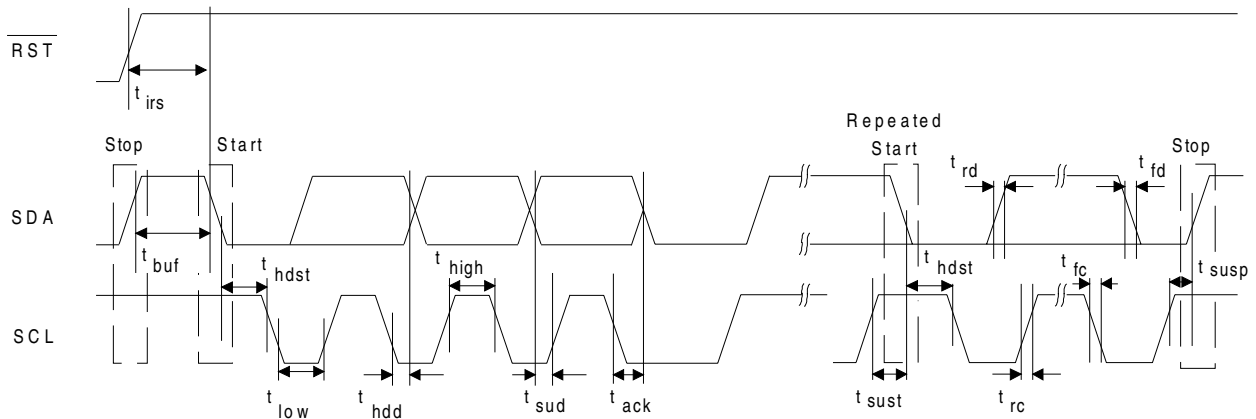 RST
t irs
Repeated
Stop
Start
Start
Stop
t rd
t fd
SDA
t buf
t hdst
t high
t hdst
t fc
t susp
SCL
t low
t hdd
t sud
t ack
t sust
t rc